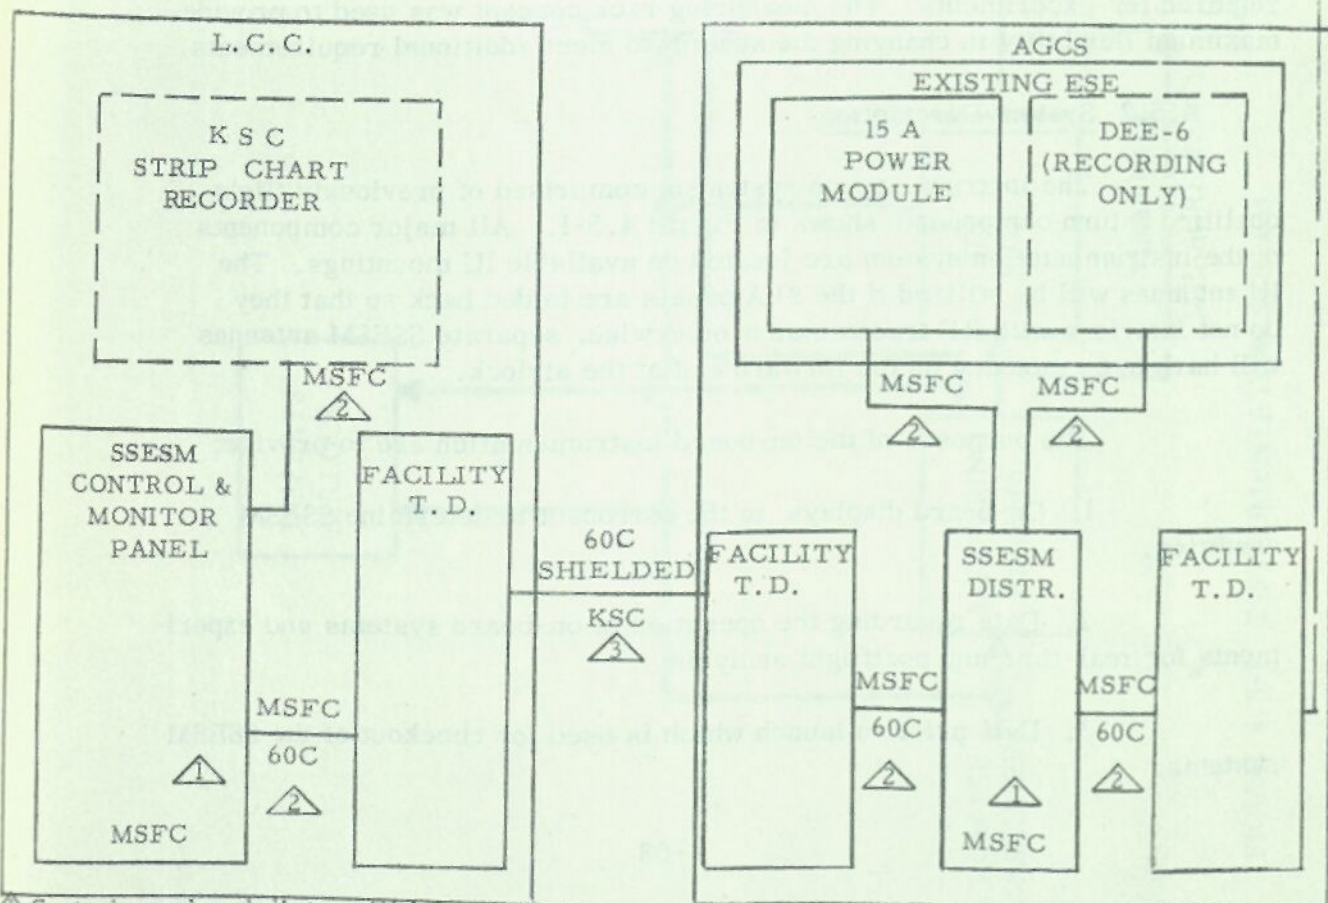 L.C.C.
KSC
STRIP CHART
RECORDER
MSFC
2
SSESM
CONTROL &
MONITOR
PANEL
1
MSFC
MSFC
60C
2
FACILITY
T.D.
60C
SHIELDED
KSC
3
AGCS
EXISTING ESE
15 A
POWER
MODULE
DEE-6
(RECORDING
ONLY)
MSFC
2
MSFC
2
FACILITY
T.D.
MSFC
60C
2
SSESM
DISTR.
1
MSFC
MSFC
60C
2
FACILITY
T.D.